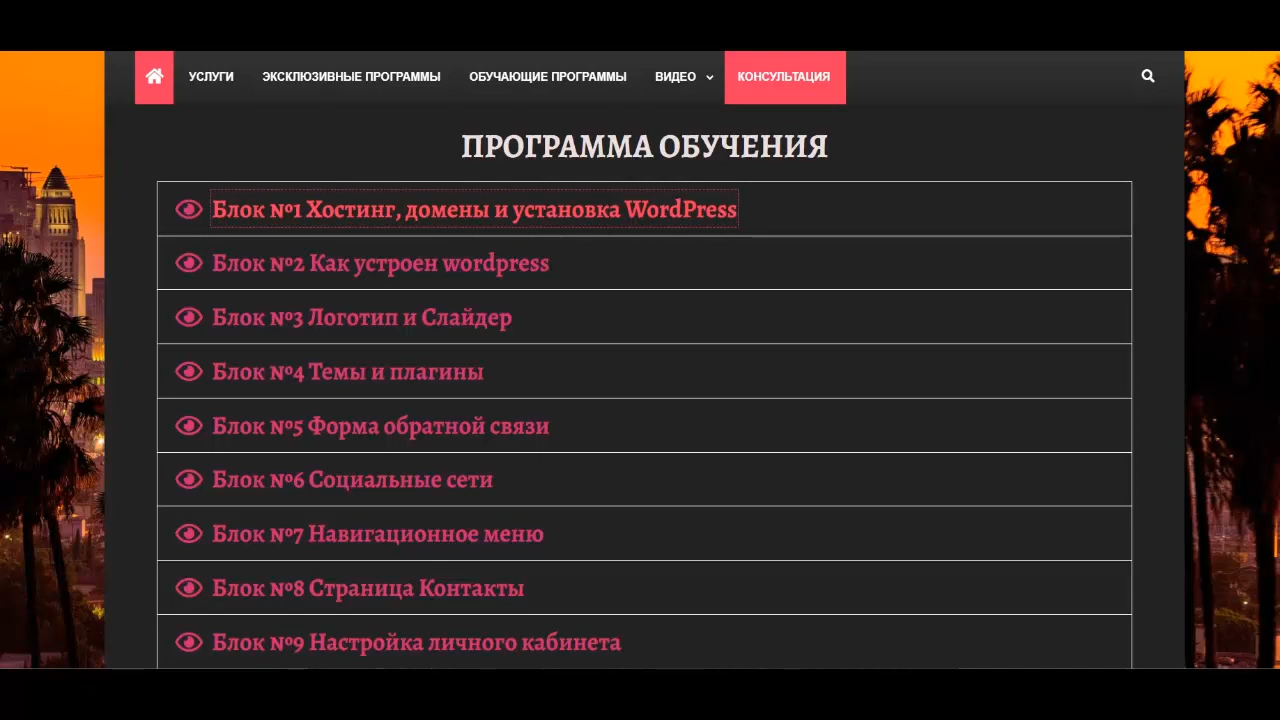 УСЛУГИ ЭКСКЛЮЗИВНЫЕ ПРОГРАММЫ ОБУЧАЮЩИЕ ПРОГРАММЫ ВИДЕО КОНСУЛЬТАЦИЯ
ПРОГРАММА ОБУЧЕНИЯ
Блок №1 Хостинг, домены и установка WordPress
Блок №2 Как устроен wordpress
Блок №3 Логотип и Слайдер
Блок №4 Темы и плагины
Блок №5 Форма обратной связи
Блок №6 Социальные сети
Блок №7 Навигационное меню
Блок №8 Страница Контакты
Блок №9 Настройка личного кабинета